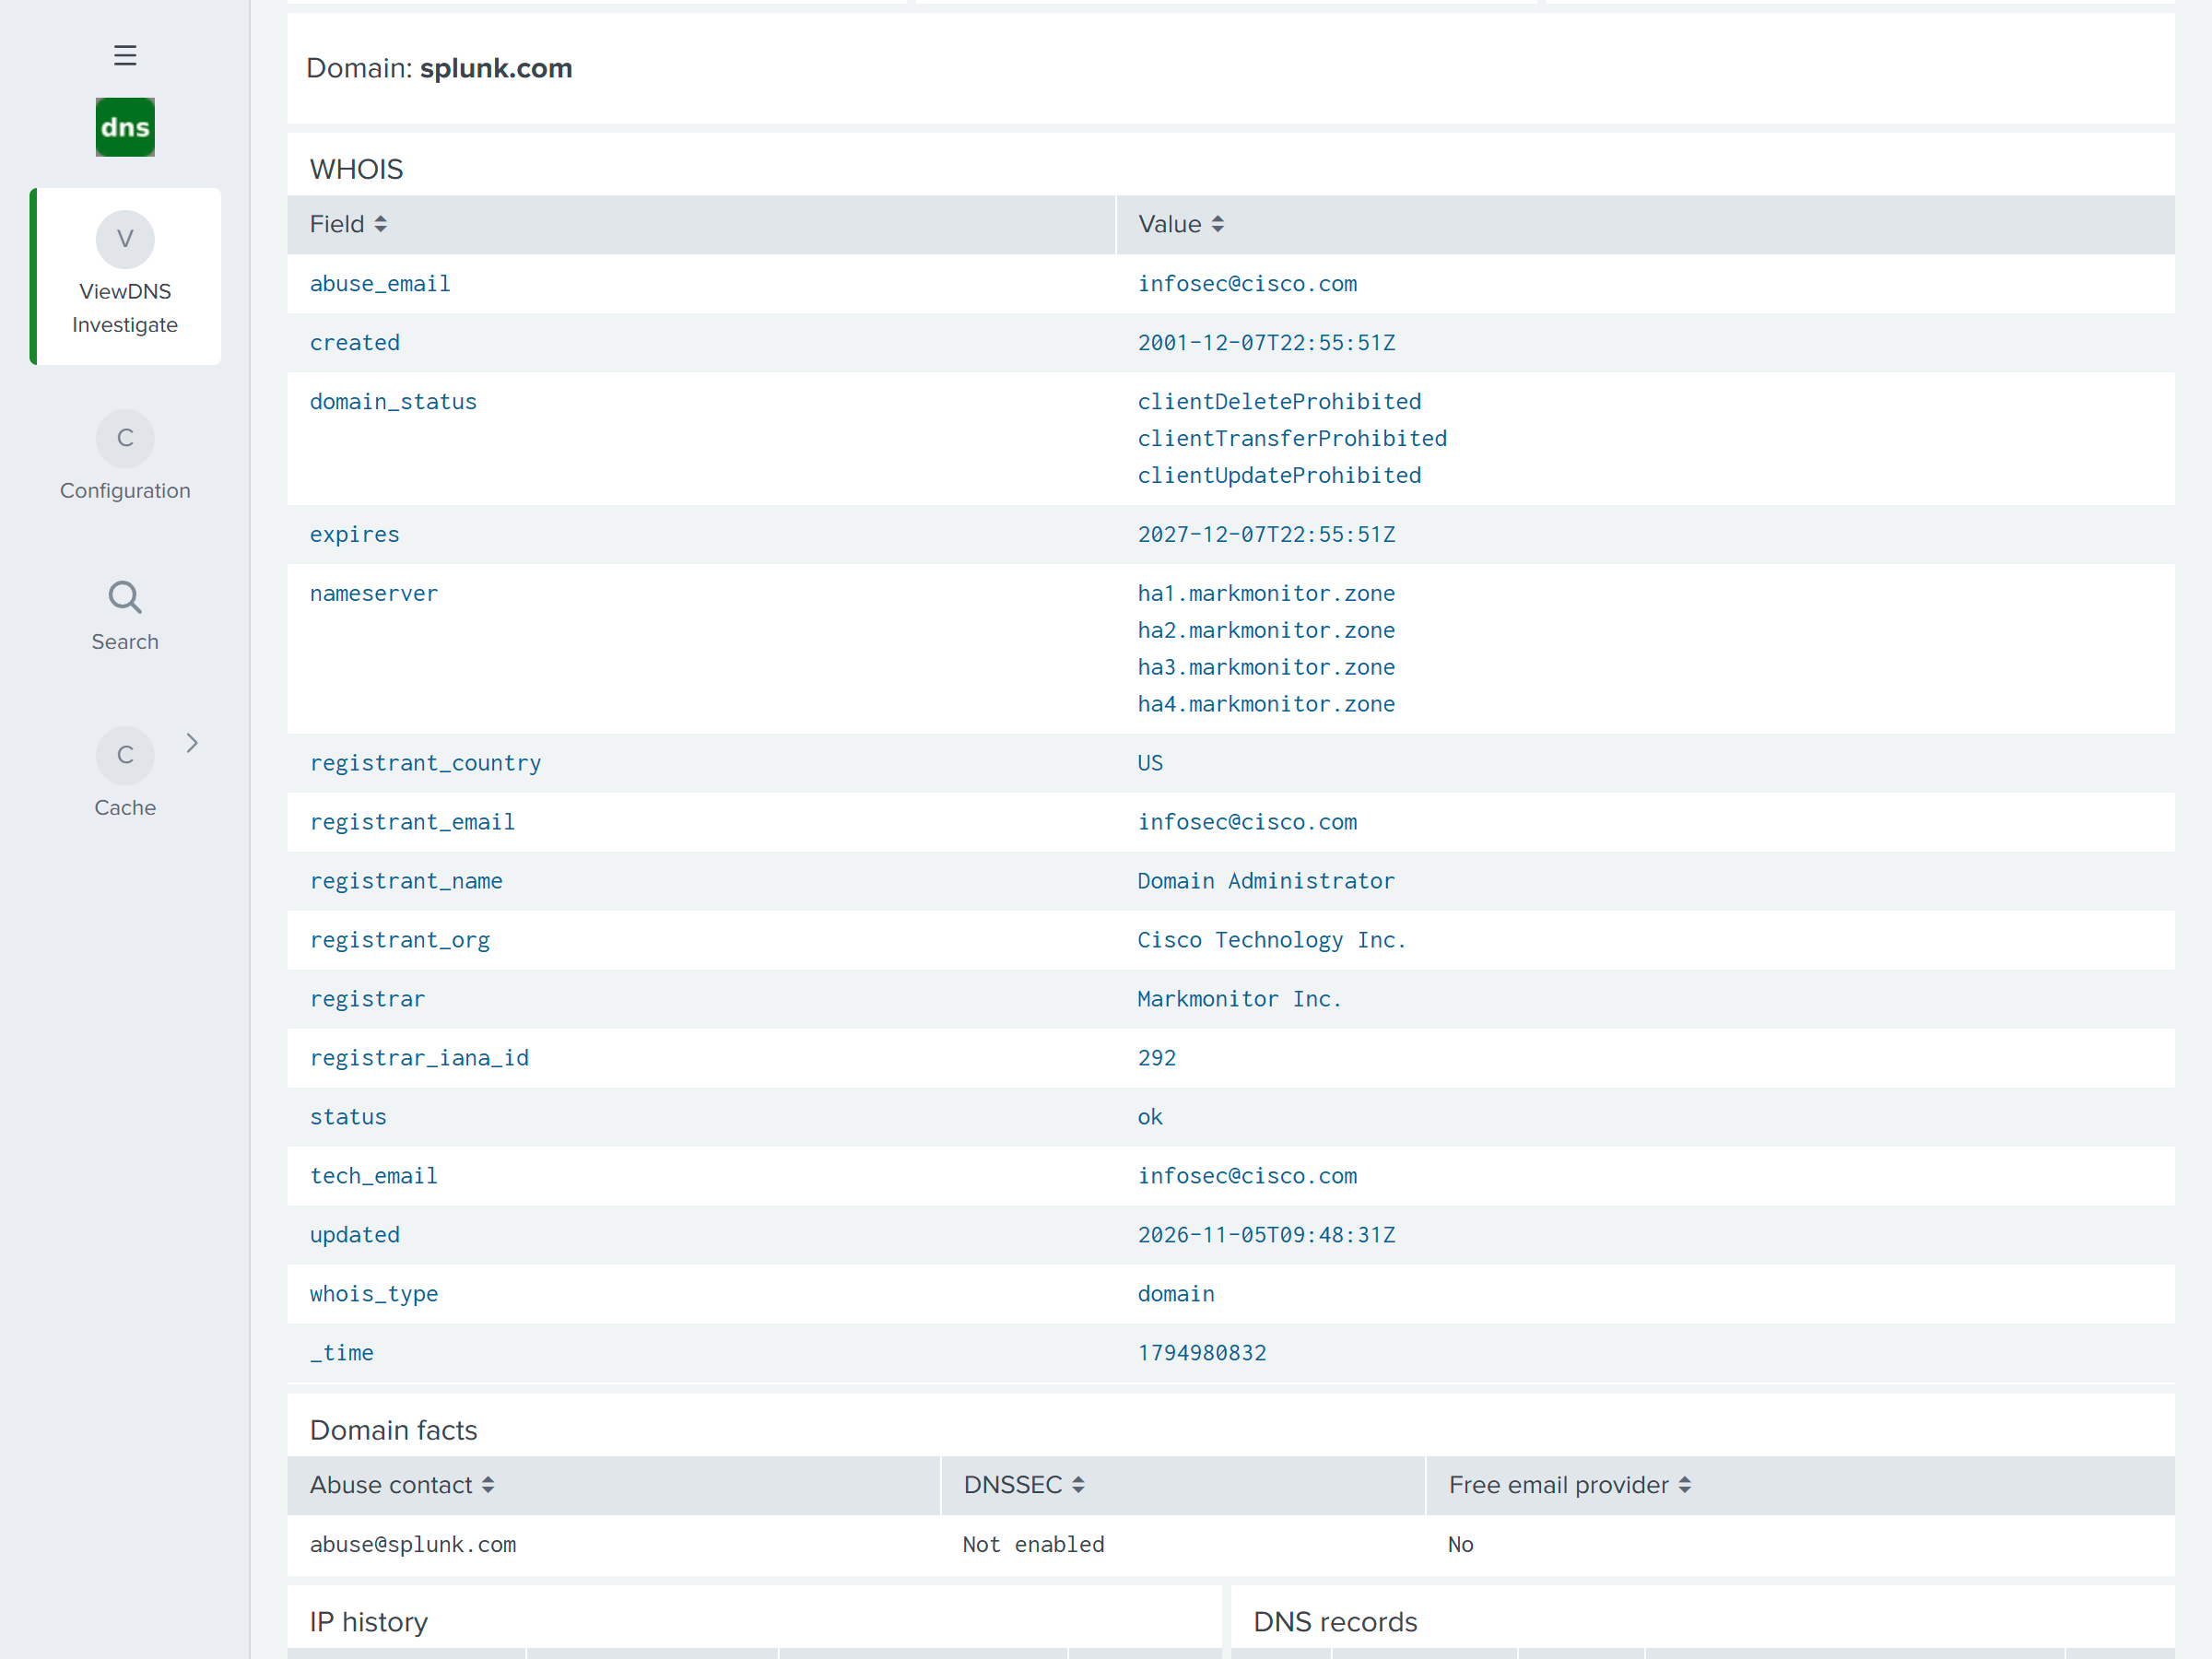 Domain: splunk.com
dns
V
ViewDNS
Investigate
C
Configuration
Search
C
Cache
WHOIS
Field Value
abuse_email infosec@cisco.com
created 2001-12-07T22:55:51Z
domain_status clientDeleteProhibited
clientTransferProhibited
clientUpdateProhibited
expires 2027-12-07T22:55:51Z
nameserver ha1.markmonitor.zone
ha2.markmonitor.zone
ha3.markmonitor.zone
ha4.markmonitor.zone
registrant_country US
registrant_email infosec@cisco.com
registrant_name Domain Administrator
registrant_org Cisco Technology Inc.
registrar Markmonitor Inc.
registrar_iana_id 292
status ok
tech_email infosec@cisco.com
updated 2026-11-05T09:48:31Z
whois_type domain
_time 1794980832
Domain facts
Abuse contact DNSSEC Free email provider
abuse@splunk.com Not enabled No
IP history DNS records